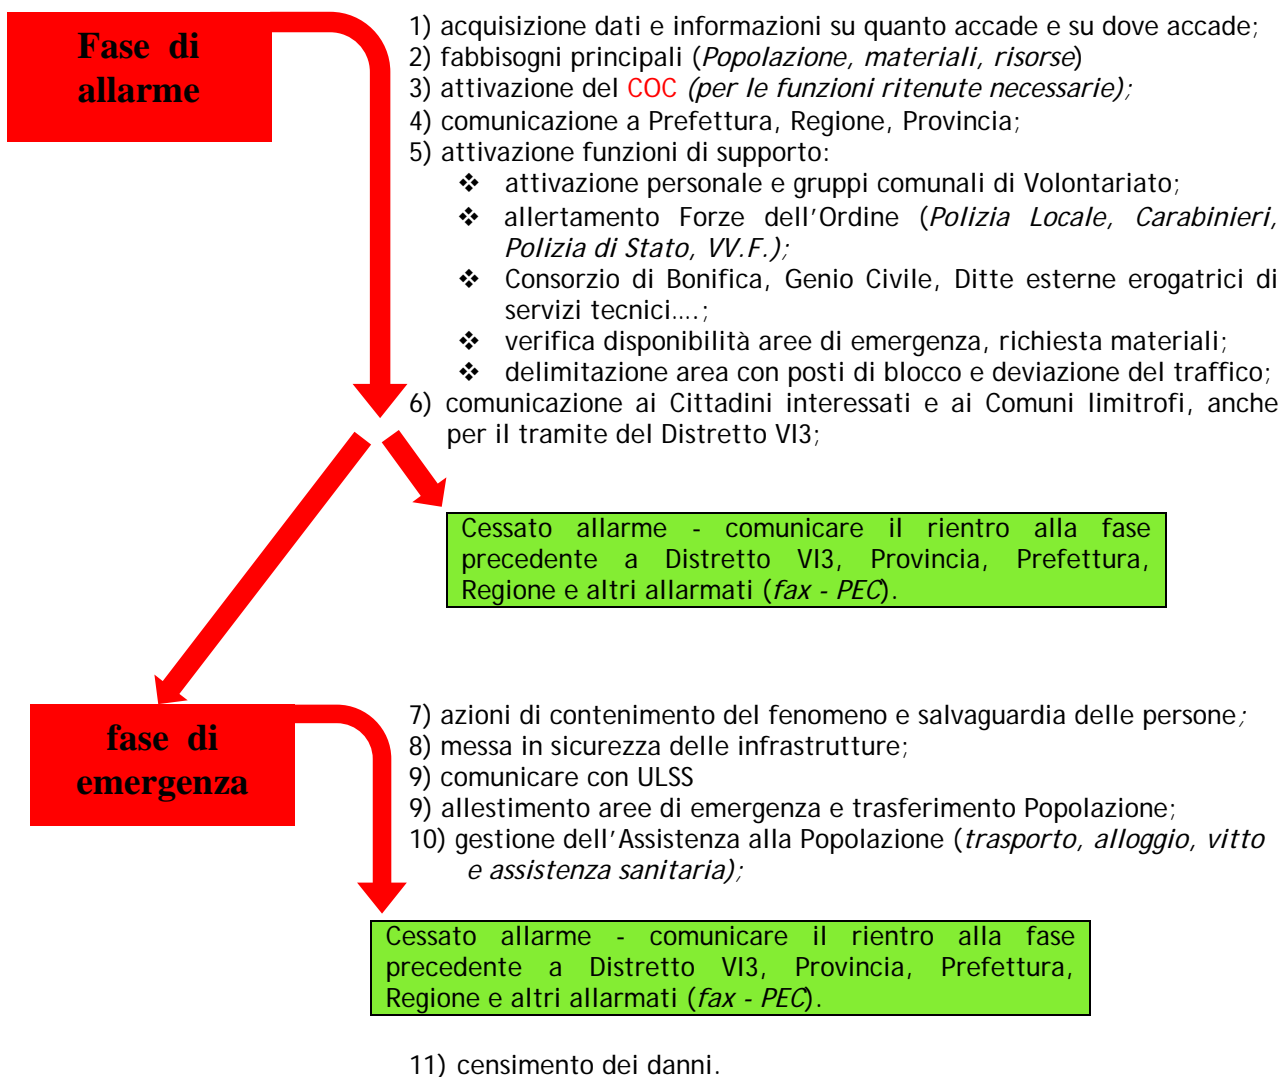 Fase di
allarme
1) acquisizione dati e informazioni su quanto accade e su dove accade;
2) fabbisogni principali (Popolazione, materiali, risorse)
3) attivazione del COC (per le funzioni ritenute necessarie);
4) comunicazione a Prefettura, Regione, Provincia;
5) attivazione funzioni di supporto:
❖ attivazione personale e gruppi comunali di Volontariato;
❖ allertamento Forze dell’Ordine (Polizia Locale, Carabinieri,
Polizia di Stato, VV.F.);
❖ Consorzio di Bonifica, Genio Civile, Ditte esterne erogatrici di
servizi tecnici….;
❖ verifica disponibilità aree di emergenza, richiesta materiali;
❖ delimitazione area con posti di blocco e deviazione del traffico;
6) comunicazione ai Cittadini interessati e ai Comuni limitrofi, anche
per il tramite del Distretto VI3;
Cessato allarme - comunicare il rientro alla fase
precedente a Distretto VI3, Provincia, Prefettura,
Regione e altri allarmati (fax - PEC).
fase di
emergenza
7) azioni di contenimento del fenomeno e salvaguardia delle persone;
8) messa in sicurezza delle infrastrutture;
9) comunicare con ULSS
9) allestimento aree di emergenza e trasferimento Popolazione;
10) gestione dell’Assistenza alla Popolazione (trasporto, alloggio, vitto
e assistenza sanitaria);
Cessato allarme - comunicare il rientro alla fase
precedente a Distretto VI3, Provincia, Prefettura,
Regione e altri allarmati (fax - PEC).
11) censimento dei danni.